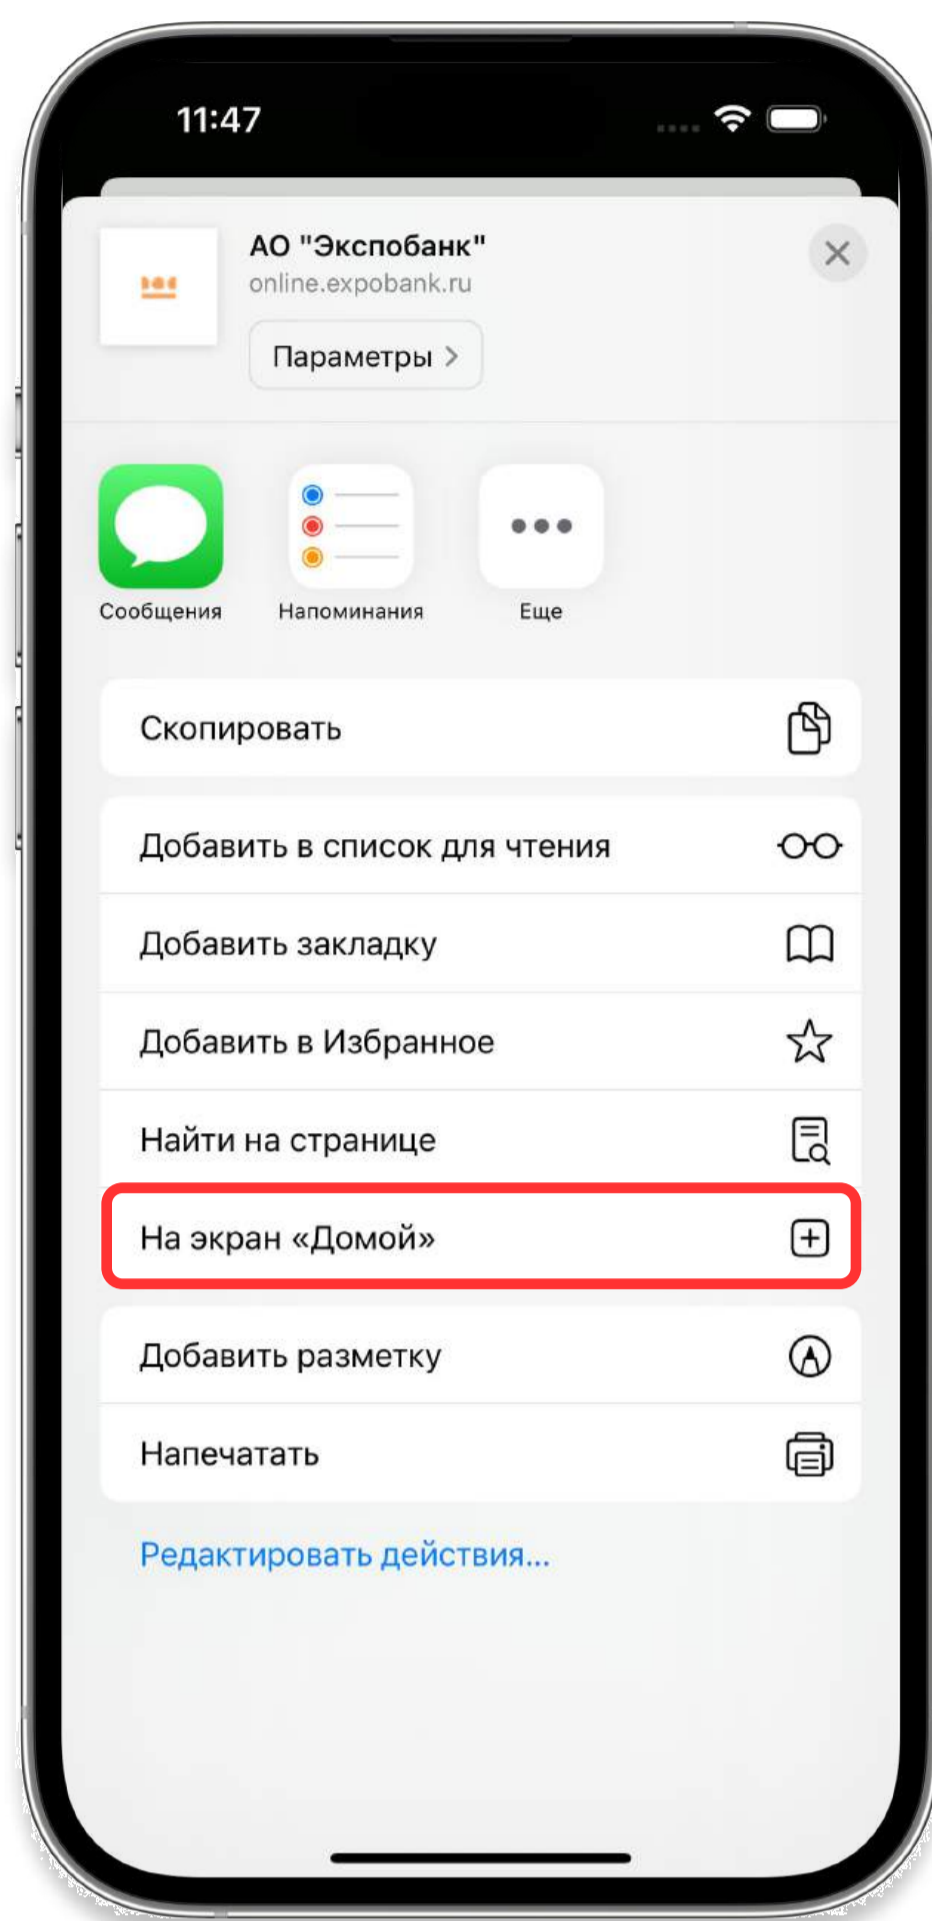 11:47
АО "Экспобанк"
online.expobank.ru
Параметры
Сообщения
Напоминания
Еще
Скопировать
Добавить в список для чтения
Добавить закладку
Добавить в Избранное
Найти на странице
На экран «Домой»
Добавить разметку
Напечатать
Редактировать действия...